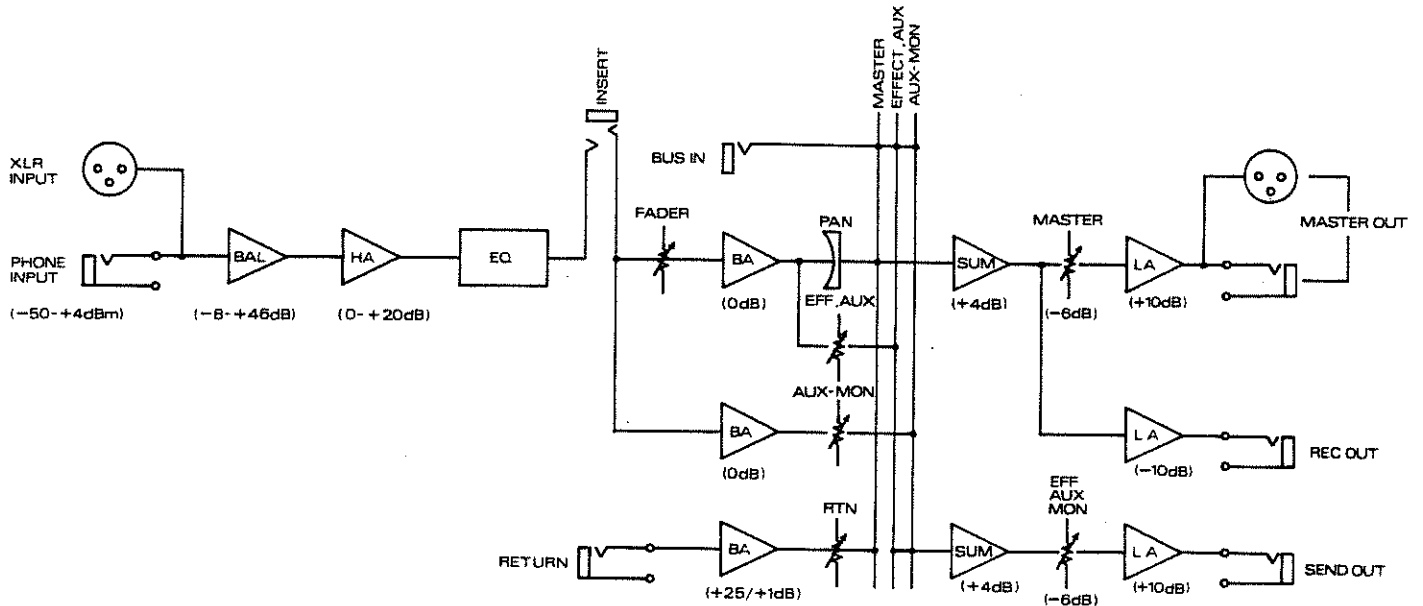 INSERT
MASTER
EFFECT, AUX
AUX-MON
XLR
INPUT
BUS IN
FADER
PAN
MASTER
MASTER OUT
PHONE
INPUT
BAL
HA
EQ
BA
SUM
LA
(-50-+4dBm)
(-6-+46dB)
(0-+20dB)
(0dB)
(+4dB)
(-6dB)
(+10dB)
EFF, AUX
AUX-MON
BA
(0dB)
LA
(-10dB)
REC OUT
RTN
EFF
AUX
MON
RETURN
BA
(+25/+1dB)
SUM
(+4dB)
(-6dB)
LA
(+10dB)
SEND OUT